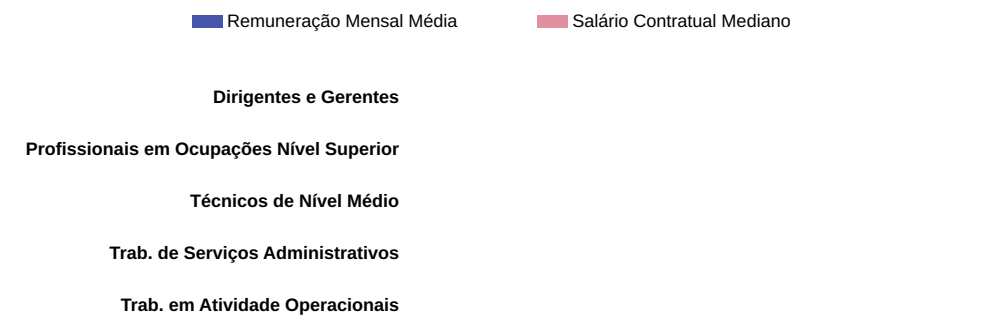 Remuneração Mensal Média Salário Contratual Mediano
Dirigentes e Gerentes
Profissionais em Ocupações Nível Superior
Técnicos de Nível Médio
Trab. de Serviços Administrativos
Trab. em Atividade Operacionais